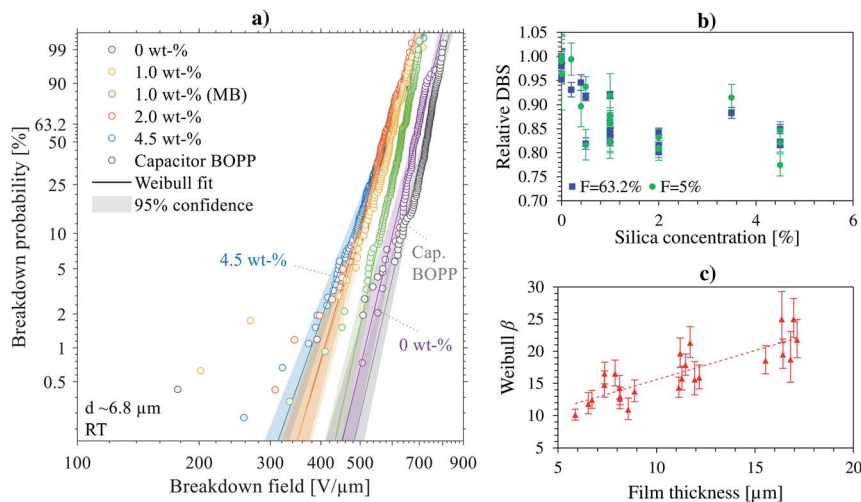 a)
Breakdown probability [%]
99
90
63.2
50
25
10
5
2
1
0.5
0 wt-%
1.0 wt-%
1.0 wt-% (MB)
2.0 wt-%
4.5 wt-%
Capacitor BOPP
Weibull fit
95% confidence
4.5 wt-%
Cap.
BOPP
0 wt-%
d ~6.8 µm
RT
100 200 300 400 500 700 900
Breakdown field [V/µm]
b)
Relative DBS
1.05
1.00
0.95
0.90
0.85
0.80
0.75
0.70
F=63.2% F=5%
0 2 4 6
Silica concentration [%]
c)
Weibull β
30
25
20
15
10
5
5 10 15 20
Film thickness [µm]